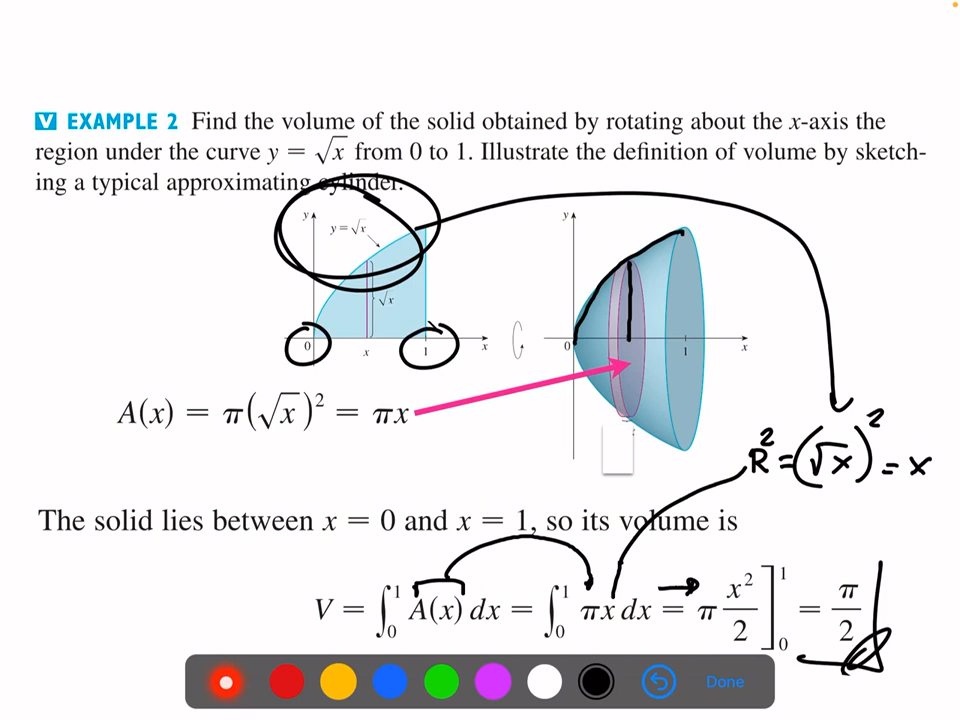 V EXAMPLE 2 Find the volume of the solid obtained by rotating about the x-axis the
region under the curve y = √x from 0 to 1. Illustrate the definition of volume by sketch-
ing a typical approximating cylinder.
y
y = √x
√x
0
x
1
x
y
0
1
x
A(x) = π(√x)² = πx
R² = (√x)² = x
The solid lies between x = 0 and x = 1, so its volume is
V = ∫₀¹ A(x) dx = ∫₀¹ πx dx = π x²/2 ]₀¹ = π/2
Done